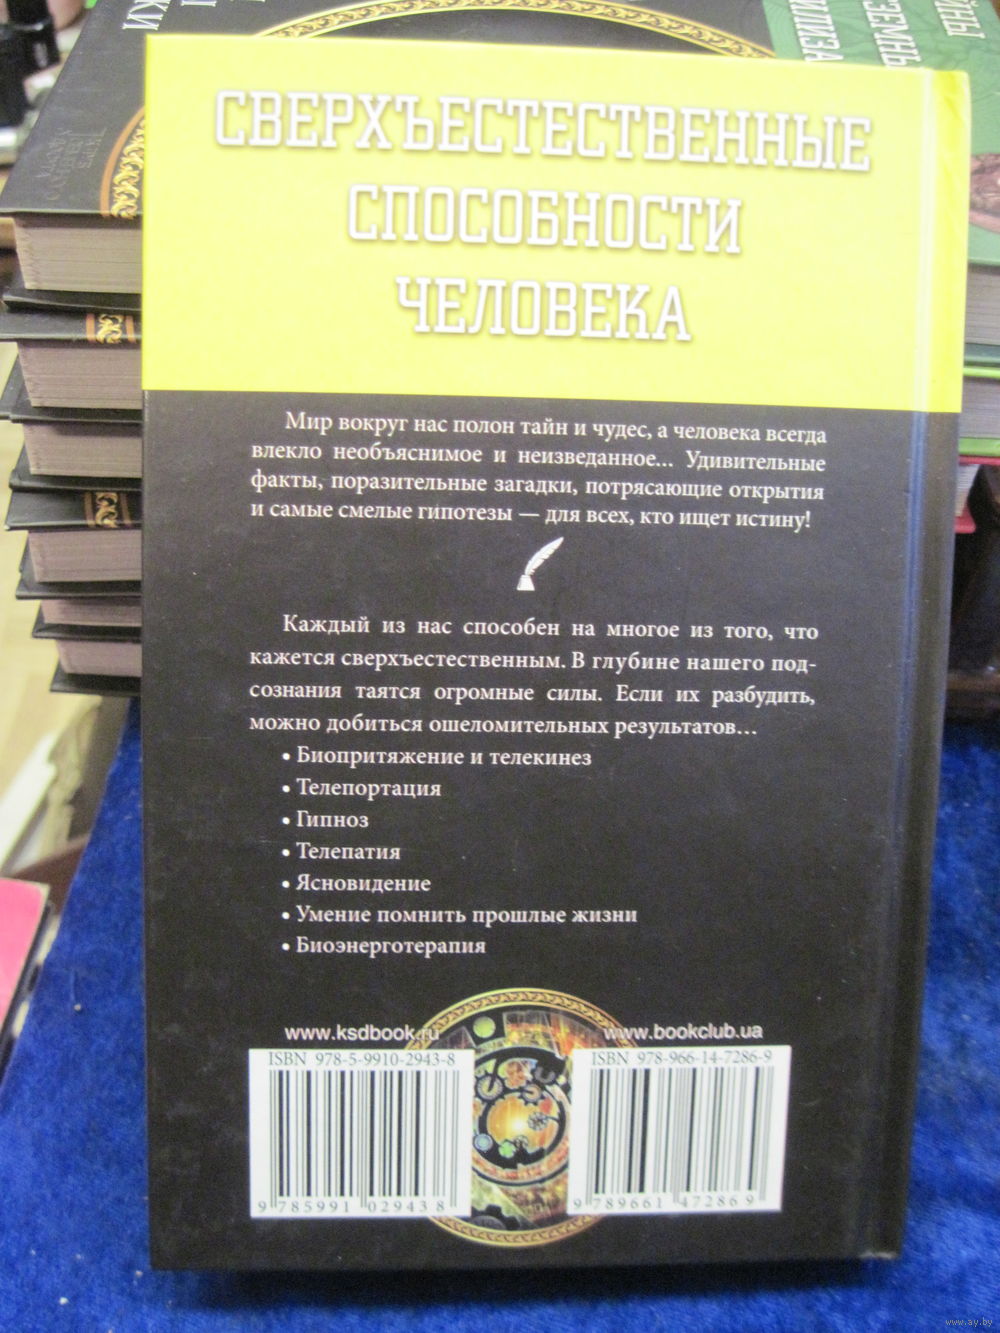 СВЕРХЪЕСТЕСТВЕННЫЕ
СПОСОБНОСТИ
ЧЕЛОВЕКА
Мир вокруг нас полон тайн и чудес, а человека всегда
влекло необъяснимое и неизведанное... Удивительные
факты, поразительные загадки, потрясающие открытия
и самые смелые гипотезы — для всех, кто ищет истину!
Каждый из нас способен на многое из того, что
кажется сверхъестественным. В глубине нашего под-
сознания таятся огромные силы. Если их разбудить,
можно добиться ошеломительных результатов...
• Биопритяжение и телекинез
• Телепортация
• Гипноз
• Телепатия
• Ясновидение
• Умение помнить прошлые жизни
• Биоэнерготерапия
www.ksdbook.ru
www.bookclub.ua
ISBN 978-5-9910-2943-8
ISBN 978-966-14-7286-9
9 785991 029438
9 789661 472869
www.ay.by